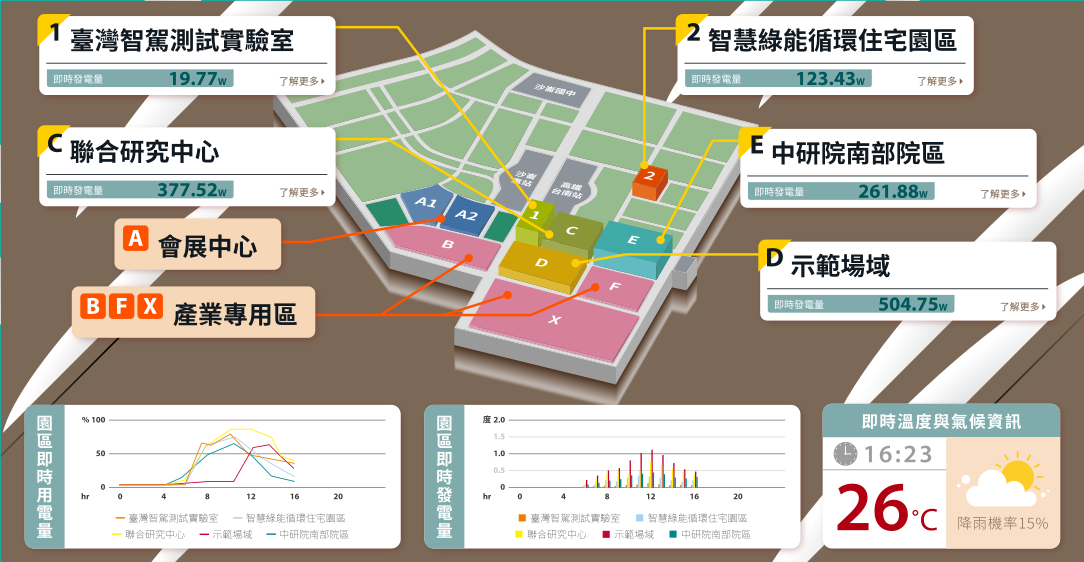 1 臺灣智駕測試實驗室
即時發電量 19.77w 了解更多
2 智慧綠能循環住宅園區
即時發電量 123.43w 了解更多
C 聯合研究中心
即時發電量 377.52w 了解更多
E 中研院南部院區
即時發電量 261.88w 了解更多
D 示範場域
即時發電量 504.75w 了解更多
A 會展中心
B F X 產業專用區
沙崙國中
沙崙
高鐵
台南站
A1
A2
B
1
2
C
D
E
F
X
園區即時用電量
% 100
50
0
hr 0 4 8 12 16 20
臺灣智駕測試實驗室 智慧綠能循環住宅園區
聯合研究中心 示範場域 中研院南部院區
園區即時發電量
度 2.0
1.5
1.0
0.5
0
hr 0 4 8 12 16 20
臺灣智駕測試實驗室 智慧綠能循環住宅園區
聯合研究中心 示範場域 中研院南部院區
即時溫度與氣候資訊
16:23
26°C
降雨機率15%